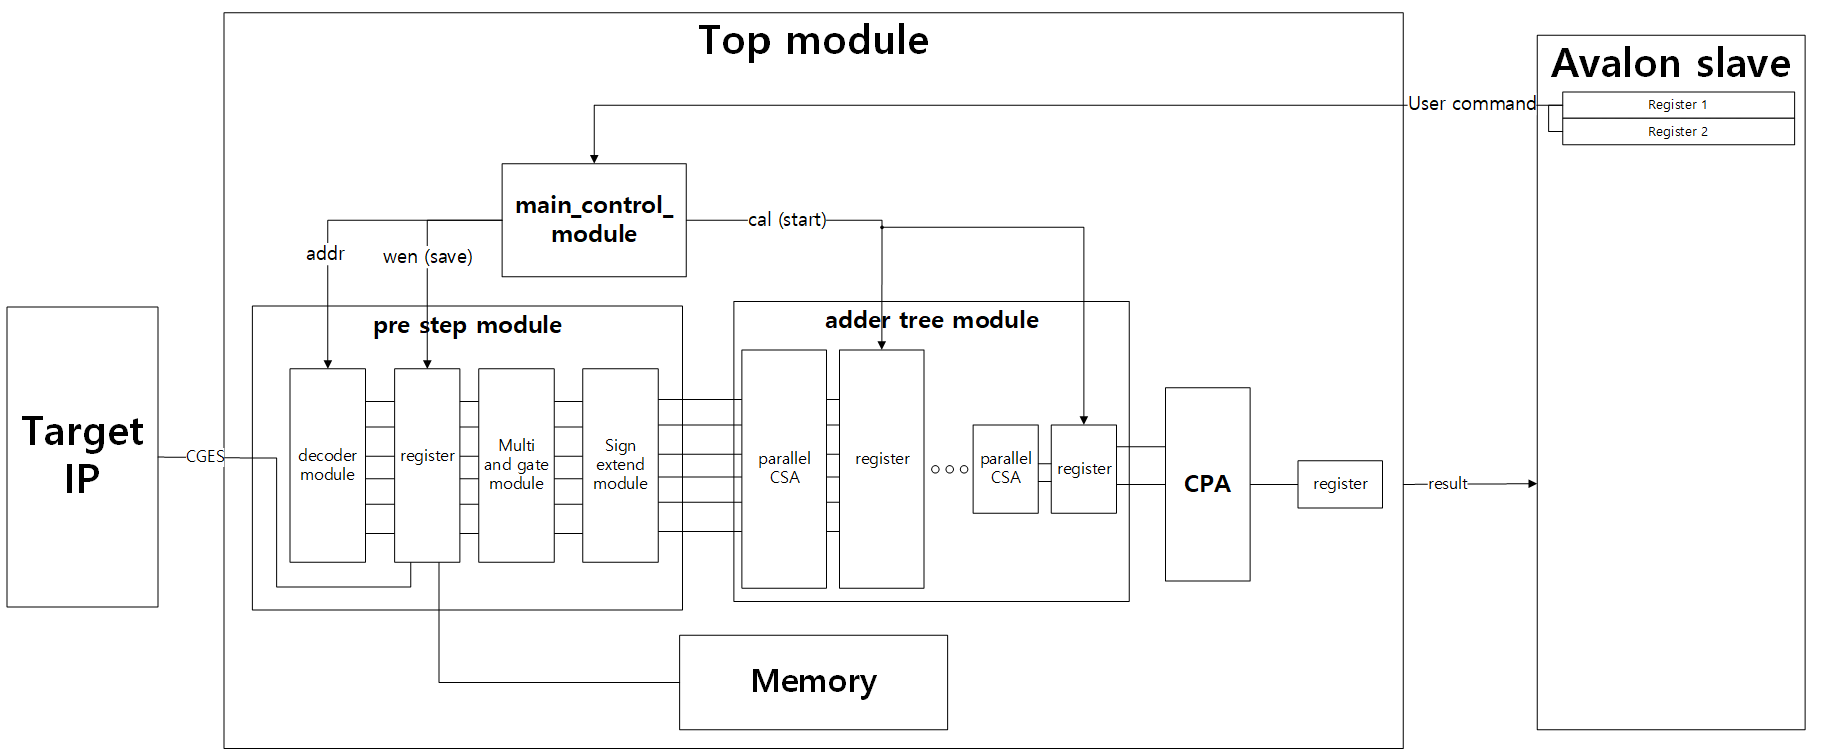 Top module
Avalon slave
User command
Register 1
Register 2
main_control_
module
cal (start)
addr
wen (save)
pre step module
adder tree module
Target
IP
CGES
decoder
module
register
Multi
and gate
module
Sign
extend
module
parallel
CSA
register
parallel
CSA
register
CPA
register
result
Memory